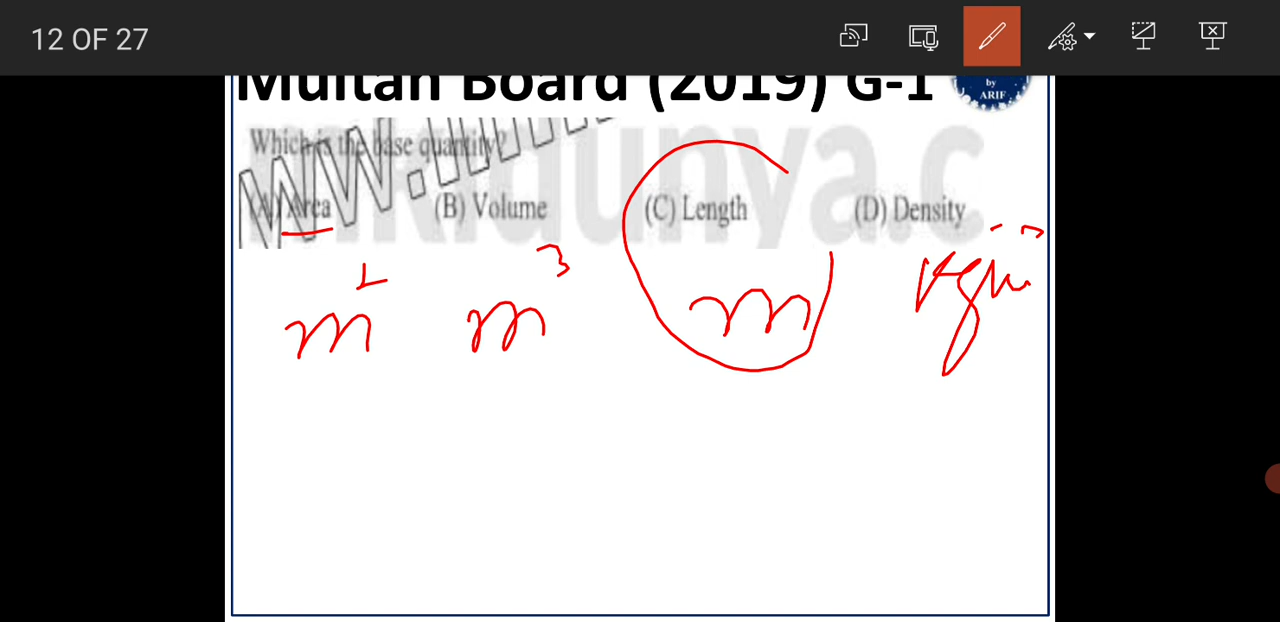 12 OF 27
Multan Board (2019) G-1
by
ARIF
Which is the base quantity?
(A) Area (B) Volume (C) Length (D) Density
m² m³ m kgm⁻³